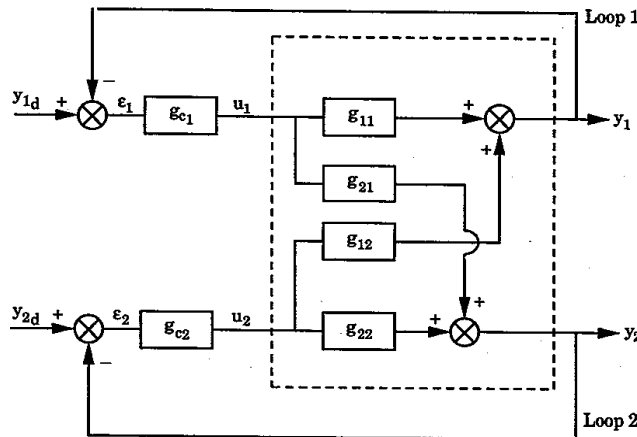 Loop 1
−
y1d + ε1 gc1 u1 g11 + y1
+
g21
g12
+
y2d + ε2 gc2 u2 g22 + y2
−
Loop 2